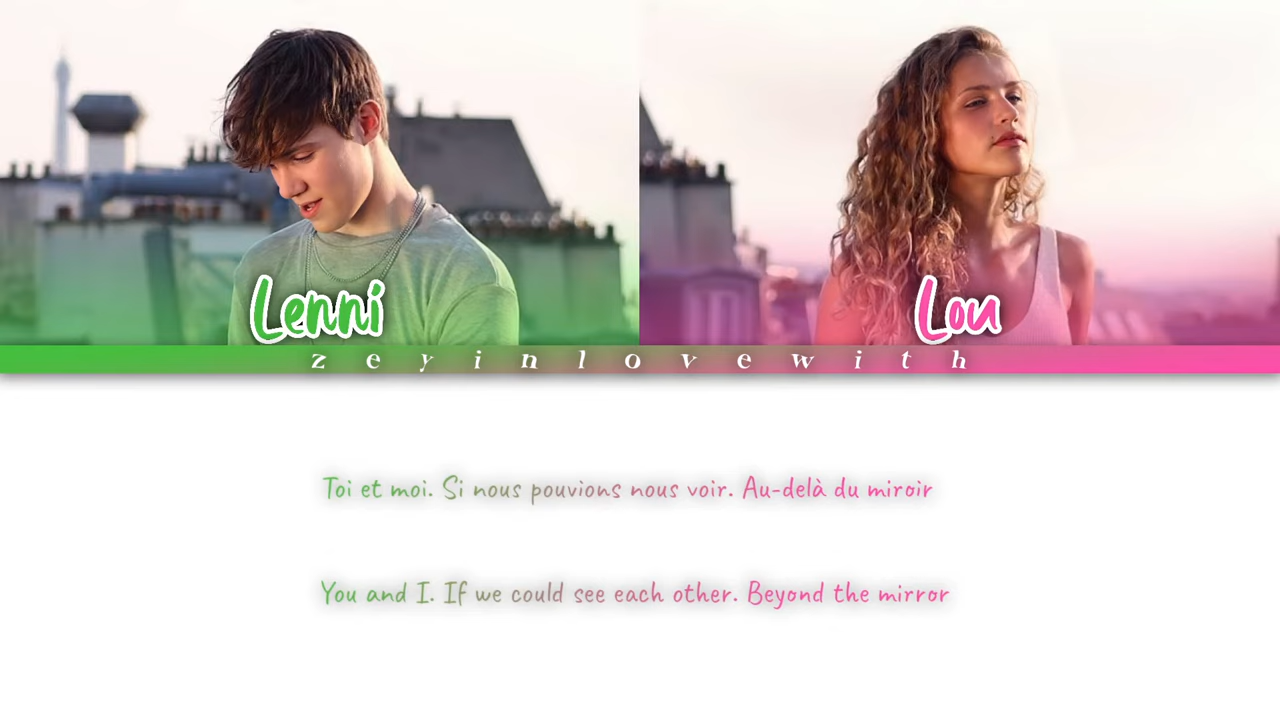 Lenni
Lou
zeyinlovewith
Toi et moi. Si nous pouvions nous voir. Au-delà du miroir
You and I. If we could see each other. Beyond the mirror